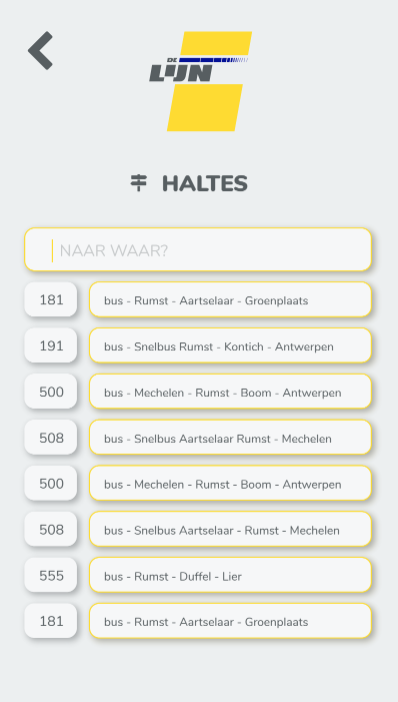 DE
LIJN
HALTES
NAAR WAAR?
181 bus - Rumst - Aartselaar - Groenplaats
191 bus - Snelbus Rumst - Kontich - Antwerpen
500 bus - Mechelen - Rumst - Boom - Antwerpen
508 bus - Snelbus Aartselaar Rumst - Mechelen
500 bus - Mechelen - Rumst - Boom - Antwerpen
508 bus - Snelbus Aartselaar - Rumst - Mechelen
555 bus - Rumst - Duffel - Lier
181 bus - Rumst - Aartselaar - Groenplaats